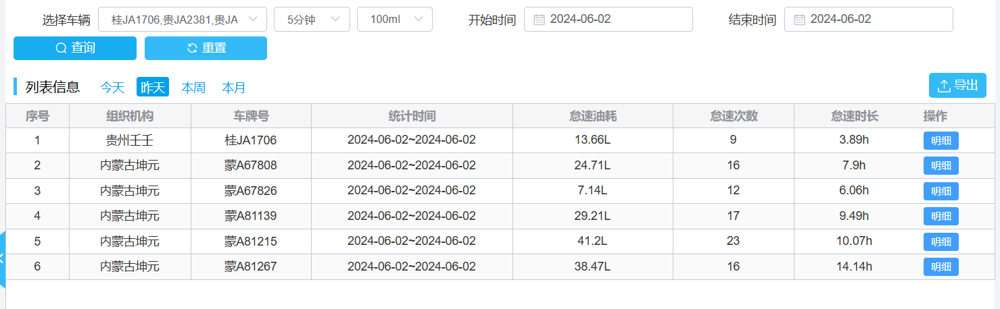 选择车辆 桂JA1706,贵JA2381,贵JA 5分钟 100ml 开始时间 2024-06-02 结束时间 2024-06-02
查询 重置
列表信息 今天 昨天 本周 本月 导出
序号 组织机构 车牌号 统计时间 怠速油耗 怠速次数 怠速时长 操作
1 贵州壬壬 桂JA1706 2024-06-02~2024-06-02 13.66L 9 3.89h 明细
2 内蒙古坤元 蒙A67808 2024-06-02~2024-06-02 24.71L 16 7.9h 明细
3 内蒙古坤元 蒙A67826 2024-06-02~2024-06-02 7.14L 12 6.06h 明细
4 内蒙古坤元 蒙A81139 2024-06-02~2024-06-02 29.21L 17 9.49h 明细
5 内蒙古坤元 蒙A81215 2024-06-02~2024-06-02 41.2L 23 10.07h 明细
6 内蒙古坤元 蒙A81267 2024-06-02~2024-06-02 38.47L 16 14.14h 明细